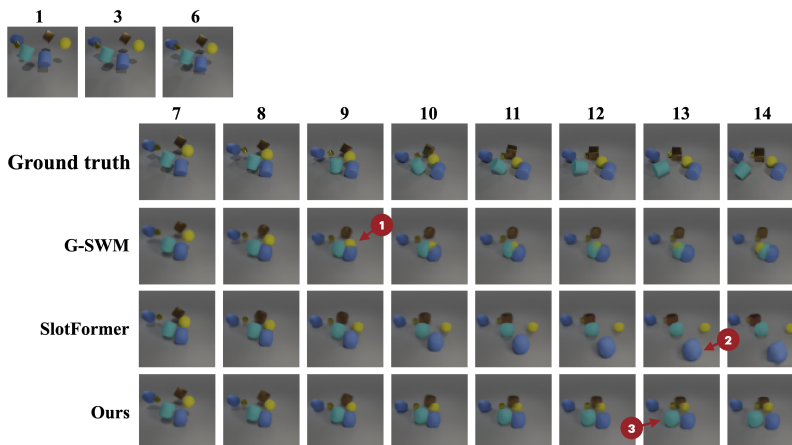 1 3 6
7 8 9 10 11 12 13 14
Ground truth
G-SWM
1
SlotFormer
2
Ours
3